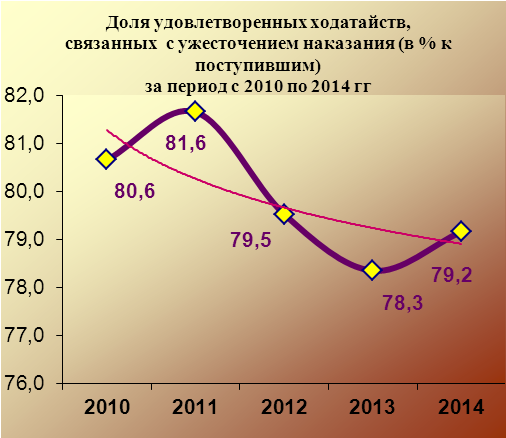 Доля удовлетворенных ходатайств,
связанных с ужесточением наказания (в % к
поступившим)
за период с 2010 по 2014 гг
82,0
81,0
80,0
79,0
78,0
77,0
76,0
80,6
81,6
79,5
78,3
79,2
2010 2011 2012 2013 2014